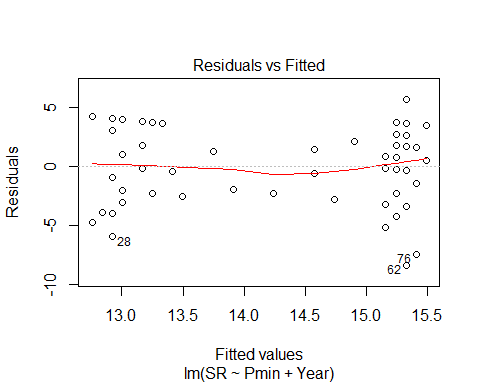 Residuals vs Fitted
Residuals
5
0
-5
-10
28
76
62
13.0 13.5 14.0 14.5 15.0 15.5
Fitted values
lm(SR ~ Pmin + Year)